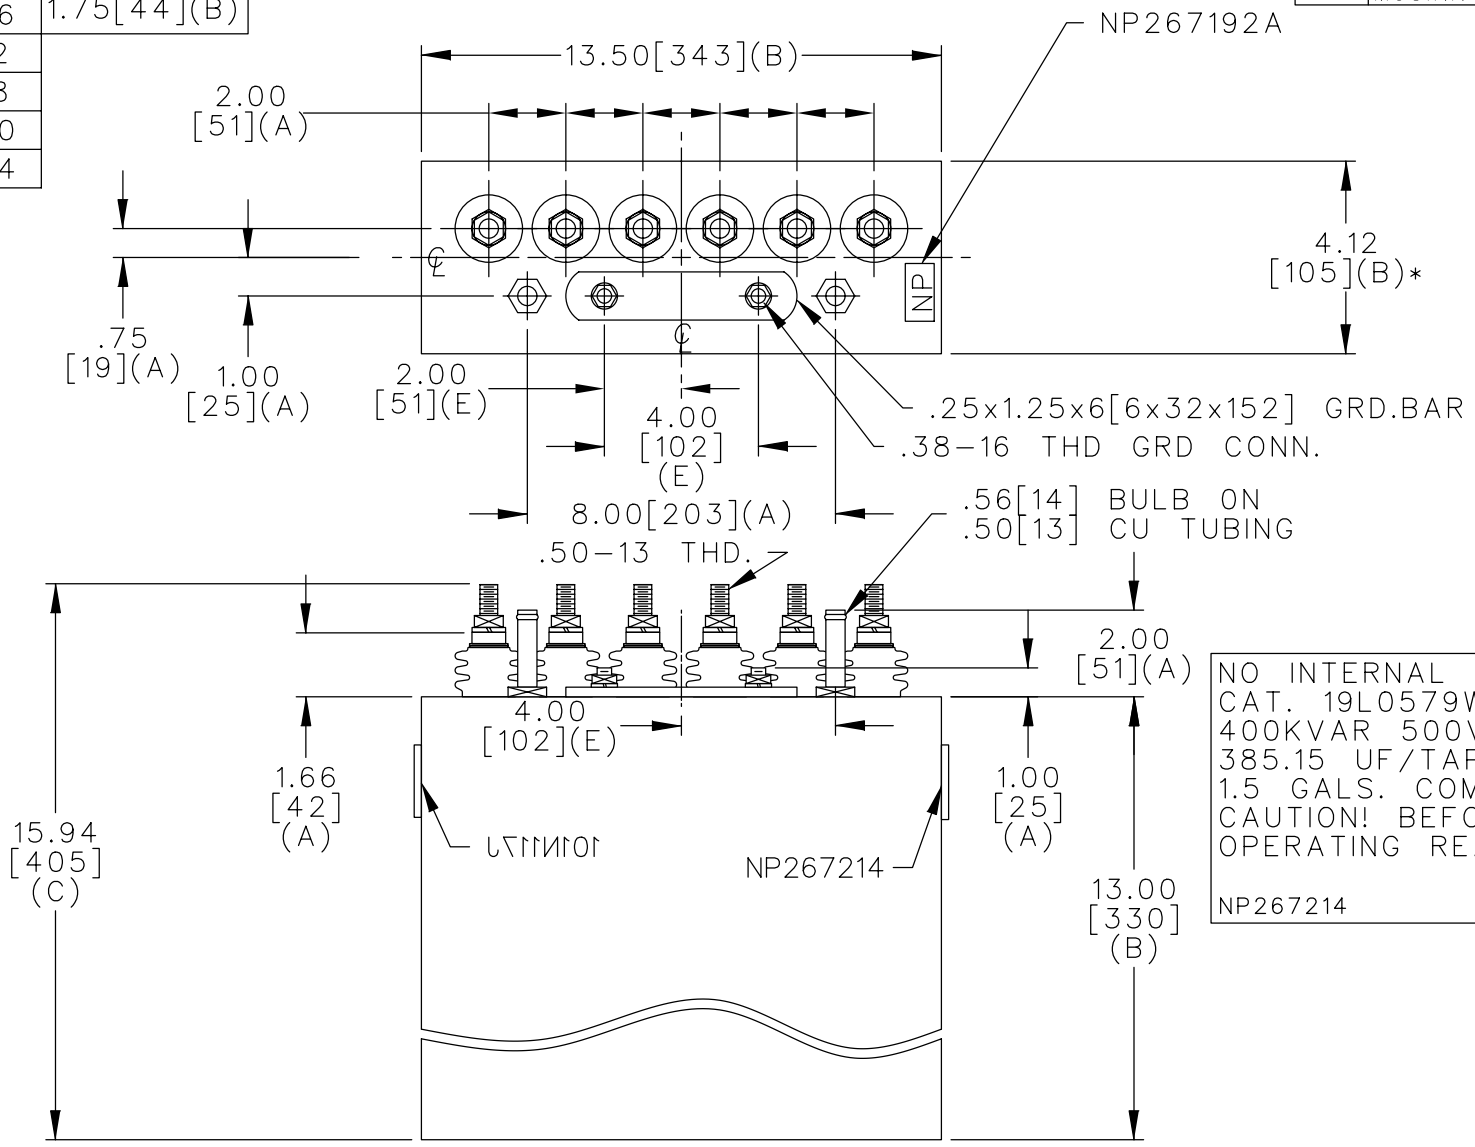 6
1.75[44](B)
2
8
0
4
NP267192A
13.50[343](B)
2.00
[51](A)
4.12
[105](B)*
NP
.75
[19](A)
1.00
[25](A)
2.00
[51](E)
4.00
[102]
(E)
.25x1.25x6[6x32x152] GRD.BAR
.38-16 THD GRD CONN.
8.00[203](A)
.56[14] BULB ON
.50[13] CU TUBING
.50-13 THD.
2.00
[51](A)
4.00
[102](E)
1.66
[42]
(A)
1.00
[25]
(A)
15.94
[405]
(C)
101N117J
NP267214
13.00
[330]
(B)
NO INTERNAL
CAT. 19L0579W
400KVAR 500V
385.15 UF/TAP
1.5 GALS. COM
CAUTION! BEFO
OPERATING RE
NP267214